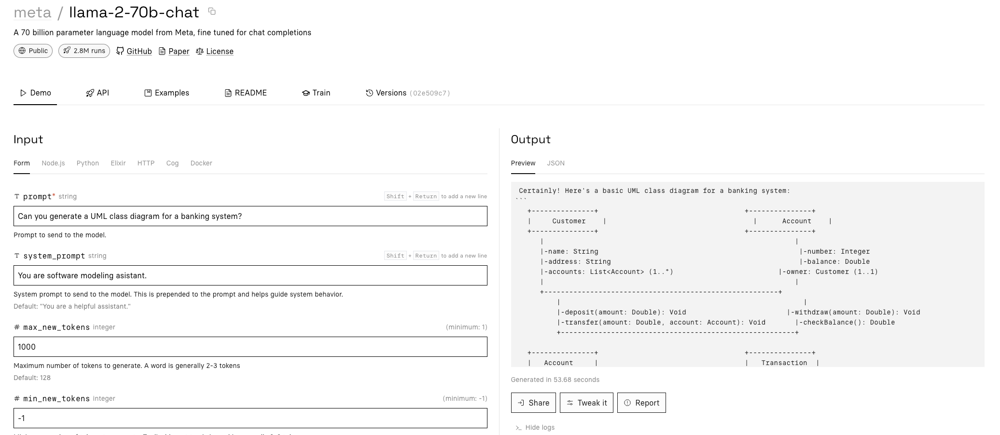 meta / llama-2-70b-chat
A 70 billion parameter language model from Meta, fine tuned for chat completions
Public 2.8M runs GitHub Paper License
Demo API Examples README Train Versions (02e509c7)
Input
Form Node.js Python Elixir HTTP Cog Docker
T prompt* string Shift + Return to add a new line
Can you generate a UML class diagram for a banking system?
Prompt to send to the model.
T system_prompt string Shift + Return to add a new line
You are software modeling asistant.
System prompt to send to the model. This is prepended to the prompt and helps guide system behavior.
Default: "You are a helpful assistant."
# max_new_tokens integer (minimum: 1)
1000
Maximum number of tokens to generate. A word is generally 2-3 tokens
Default: 128
# min_new_tokens integer (minimum: -1)
-1
Output
Preview JSON
Certainly! Here's a basic UML class diagram for a banking system:
```
+---------------+                                   +---------------+
|     Customer    |                                   |      Account    |
+---------------+                                   +---------------+
|                                                            |
|-name: String                                                |-number: Integer
|-address: String                                             |-balance: Double
|-accounts: List<Account> (1..*)                         |-owner: Customer (1..1)
|                                                            |
+--------------------------------------------------------+
|                                                          |
|-deposit(amount: Double): Void                        |-withdraw(amount: Double): Void
|-transfer(amount: Double, account: Account): Void       |-checkBalance(): Double
+--------------------------------------------------------+
+---------------+                                   +---------------+
|   Account     |                                   |   Transaction  |
Generated in 53.68 seconds
Share Tweak it Report
>_ Hide logs